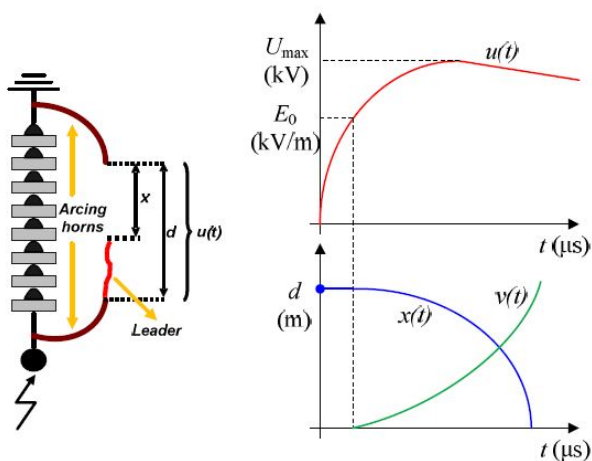 Arcing
horns
x
d
u(t)
Leader
U_max
(kV)
u(t)
E_0
(kV/m)
t (μs)
d
(m)
x(t)
v(t)
t (μs)